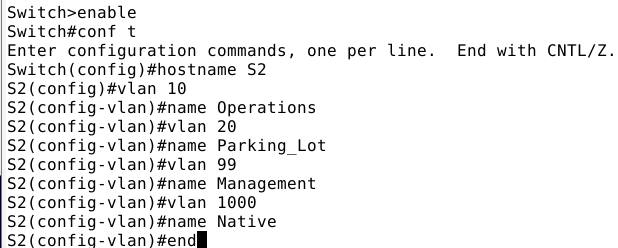 Switch>enable
Switch#conf t
Enter configuration commands, one per line.  End with CNTL/Z.
Switch(config)#hostname S2
S2(config)#vlan 10
S2(config-vlan)#name Operations
S2(config-vlan)#vlan 20
S2(config-vlan)#name Parking_Lot
S2(config-vlan)#vlan 99
S2(config-vlan)#name Management
S2(config-vlan)#vlan 1000
S2(config-vlan)#name Native
S2(config-vlan)#end